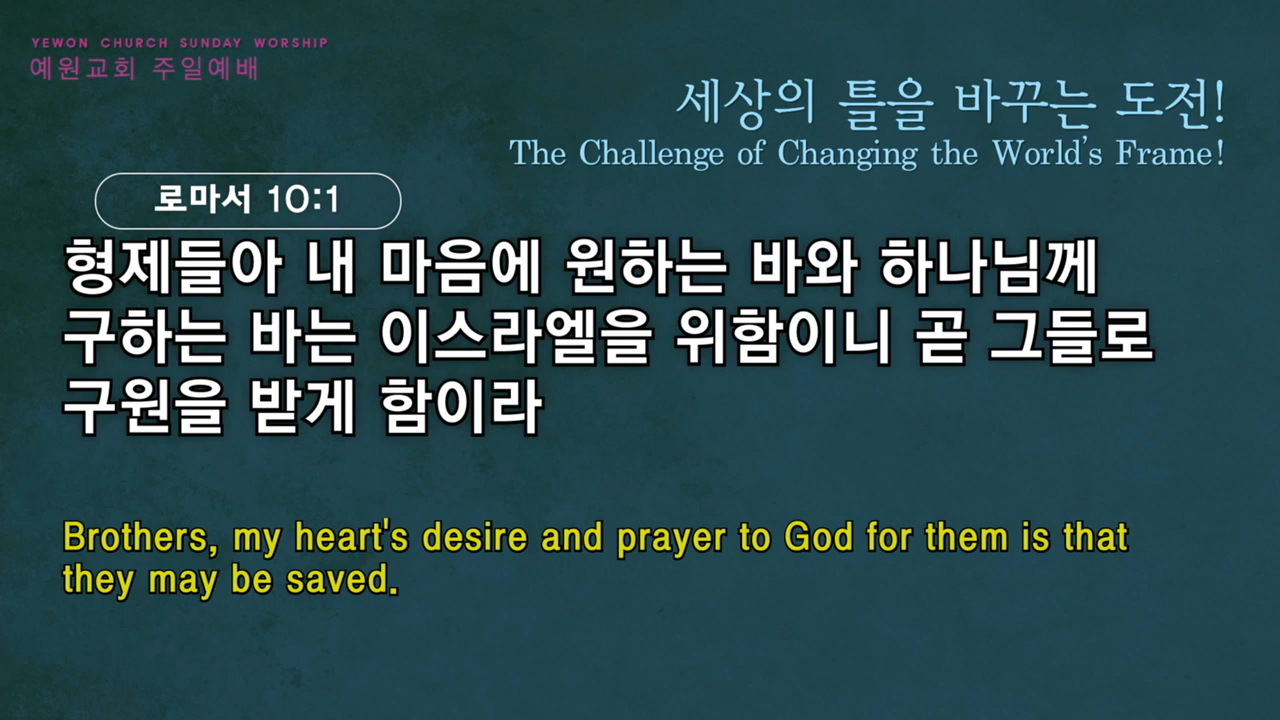 YEWON CHURCH SUNDAY WORSHIP
예원교회 주일예배
세상의 틀을 바꾸는 도전!
The Challenge of Changing the World's Frame!
로마서 10:1
형제들아 내 마음에 원하는 바와 하나님께
구하는 바는 이스라엘을 위함이니 곧 그들로
구원을 받게 함이라
Brothers, my heart's desire and prayer to God for them is that
they may be saved.